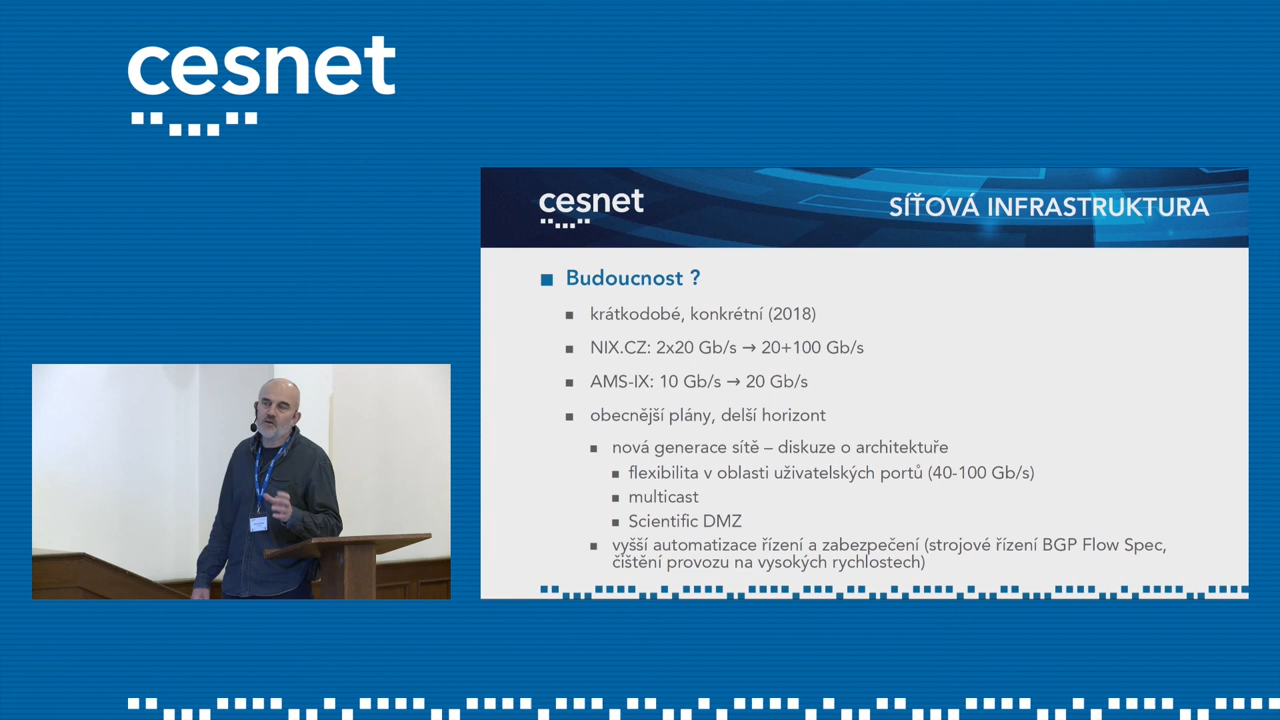 cesnet
cesnet
SÍŤOVÁ INFRASTRUKTURA
Budoucnost ?
krátkodobé, konkrétní (2018)
NIX.CZ: 2x20 Gb/s → 20+100 Gb/s
AMS-IX: 10 Gb/s → 20 Gb/s
obecnější plány, delší horizont
nová generace sítě – diskuze o architektuře
flexibilita v oblasti uživatelských portů (40-100 Gb/s)
multicast
Scientific DMZ
vyšší automatizace řízení a zabezpečení (strojové řízení BGP Flow Spec,
čištění provozu na vysokých rychlostech)